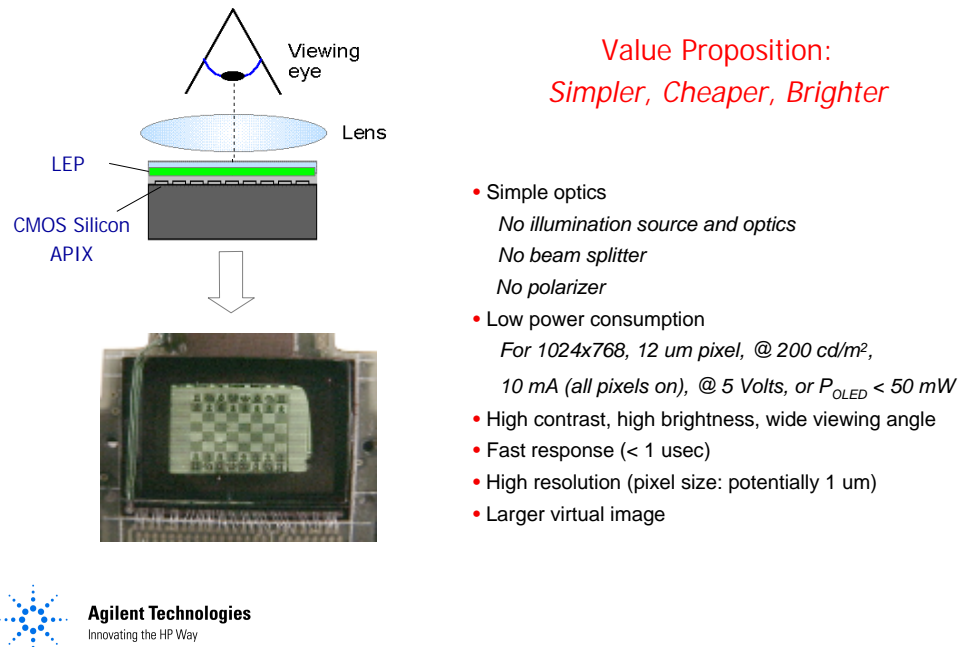 Viewing
eye
Lens
LEP
CMOS Silicon
APIX
Value Proposition:
Simpler, Cheaper, Brighter
• Simple optics
No illumination source and optics
No beam splitter
No polarizer
• Low power consumption
For 1024x768, 12 um pixel, @ 200 cd/m²,
10 mA (all pixels on), @ 5 Volts, or P_OLED < 50 mW
• High contrast, high brightness, wide viewing angle
• Fast response (< 1 usec)
• High resolution (pixel size: potentially 1 um)
• Larger virtual image
Agilent Technologies
Innovating the HP Way